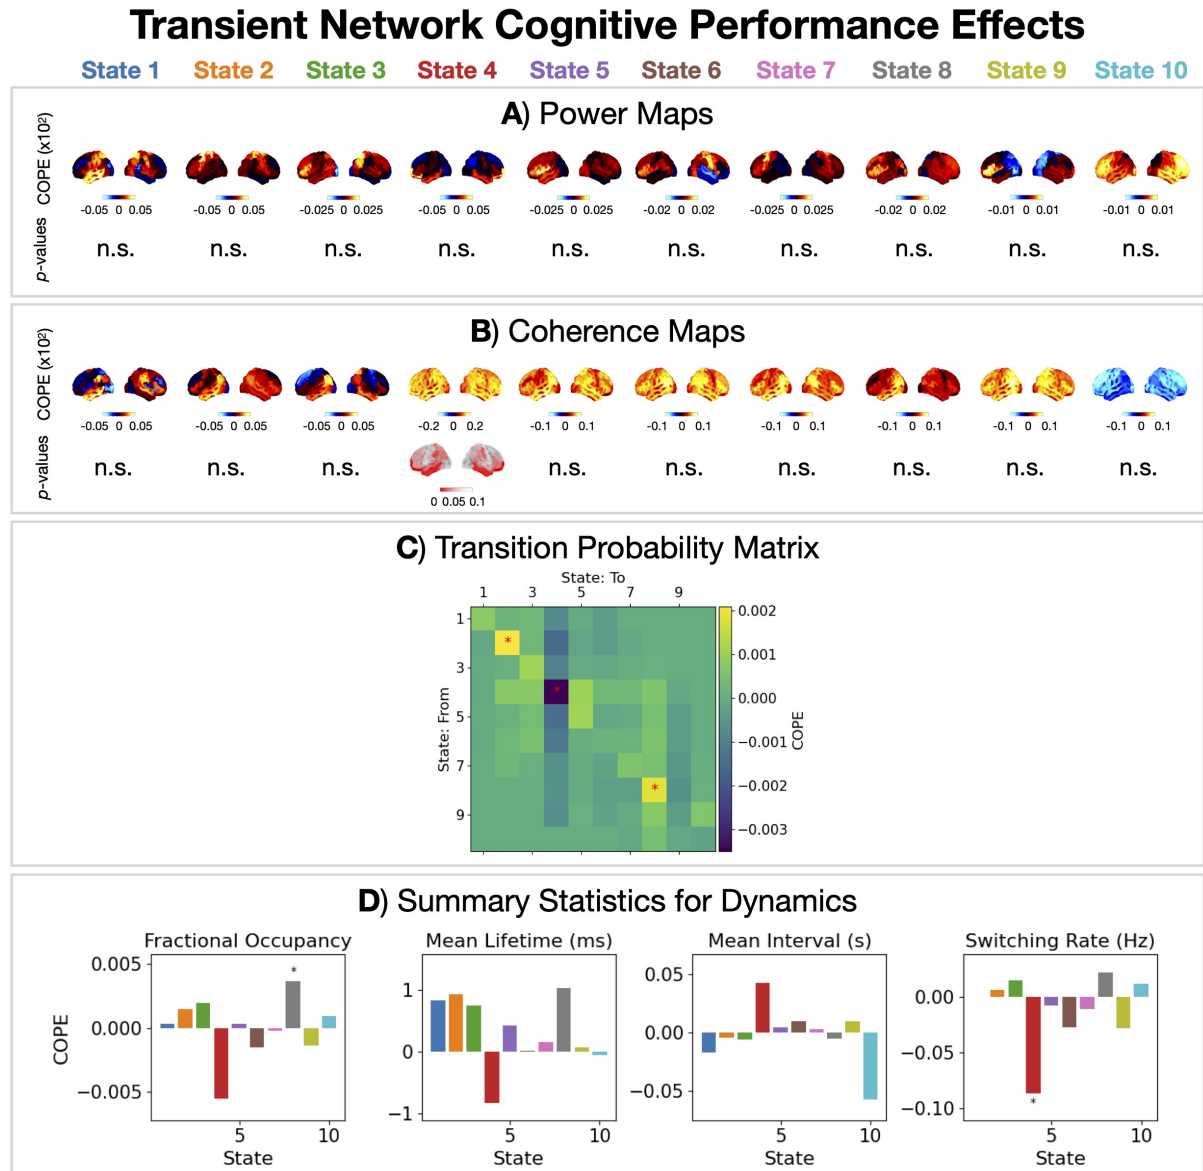 Transient Network Cognitive Performance Effects
State 1 State 2 State 3 State 4 State 5 State 6 State 7 State 8 State 9 State 10
A) Power Maps
COPE (x10²)
-0.05 0 0.05 -0.05 0 0.05 -0.025 0 0.025 -0.05 0 0.05 -0.025 0 0.025 -0.02 0 0.02 -0.025 0 0.025 -0.02 0 0.02 -0.01 0 0.01 -0.01 0 0.01
p-values
n.s. n.s. n.s. n.s. n.s. n.s. n.s. n.s. n.s. n.s.
B) Coherence Maps
COPE (x10²)
-0.05 0 0.05 -0.05 0 0.05 -0.05 0 0.05 -0.2 0 0.2 -0.1 0 0.1 -0.1 0 0.1 -0.1 0 0.1 -0.1 0 0.1 -0.1 0 0.1 -0.1 0 0.1
p-values
n.s. n.s. n.s. n.s. n.s. n.s. n.s. n.s. n.s.
0 0.05 0.1
C) Transition Probability Matrix
State: To
1 3 5 7 9
State: From
1
3
5
7
9
*
*
*
0.002
0.001
0.000
−0.001
−0.002
−0.003
COPE
D) Summary Statistics for Dynamics
Fractional Occupancy Mean Lifetime (ms) Mean Interval (s) Switching Rate (Hz)
COPE
0.005
0.000
−0.005
*
5 10
State
1
0
−1
5 10
State
0.05
0.00
−0.05
5 10
State
0.00
−0.05
−0.10
*
5 10
State